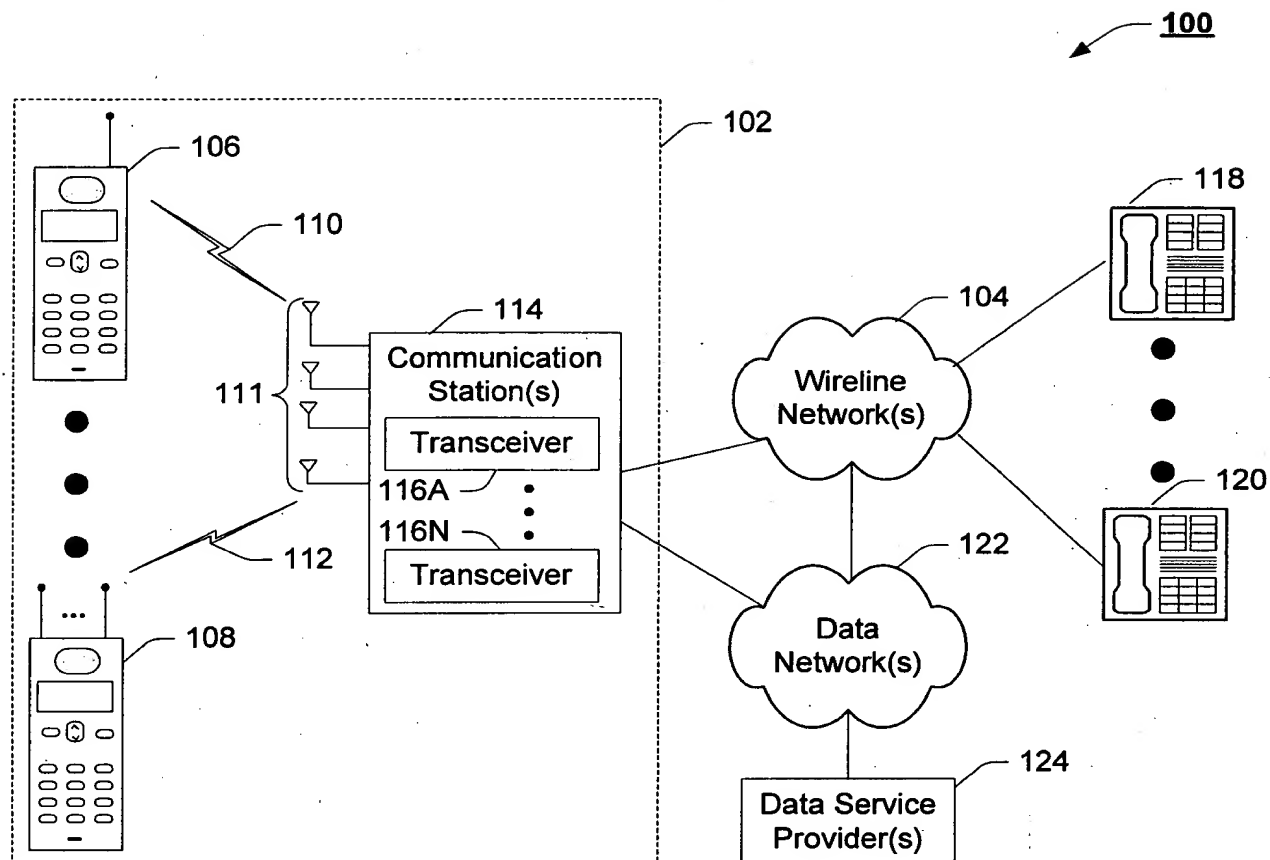 100
102
106
118
110
104
114
Communication
Station(s)
111
Wireline
Network(s)
Transceiver
116A
120
116N
122
112
Transceiver
108
Data
Network(s)
...
124
Data Service
Provider(s)